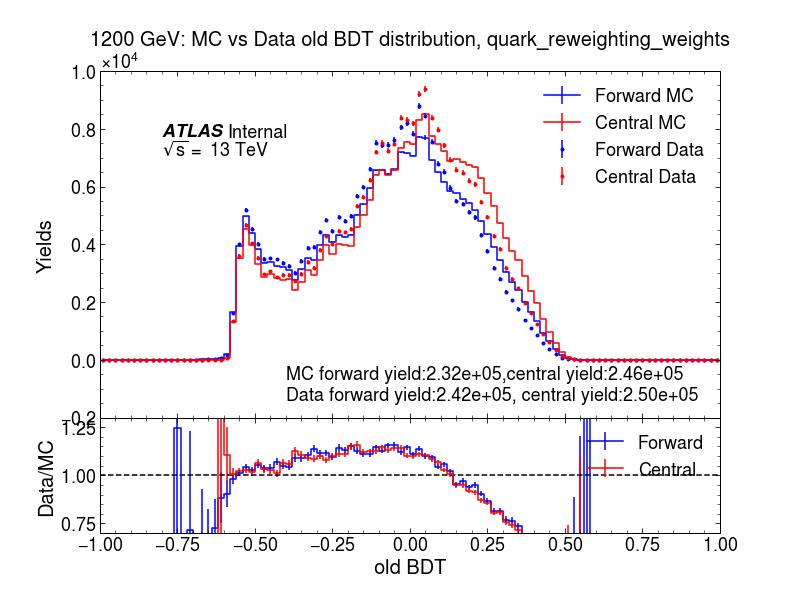 1200 GeV: MC vs Data old BDT distribution, quark_reweighting_weights
×10⁴
1.0
0.8
0.6
0.4
0.2
0.0
0.2
Yields
ATLAS Internal
√s = 13 TeV
Forward MC
Central MC
Forward Data
Central Data
MC forward yield:2.32e+05,central yield:2.46e+05
Data forward yield:2.42e+05, central yield:2.50e+05
1.25
1.00
0.75
Data/MC
Forward
Central
−1.00 −0.75 −0.50 −0.25 0.00 0.25 0.50 0.75 1.00
old BDT